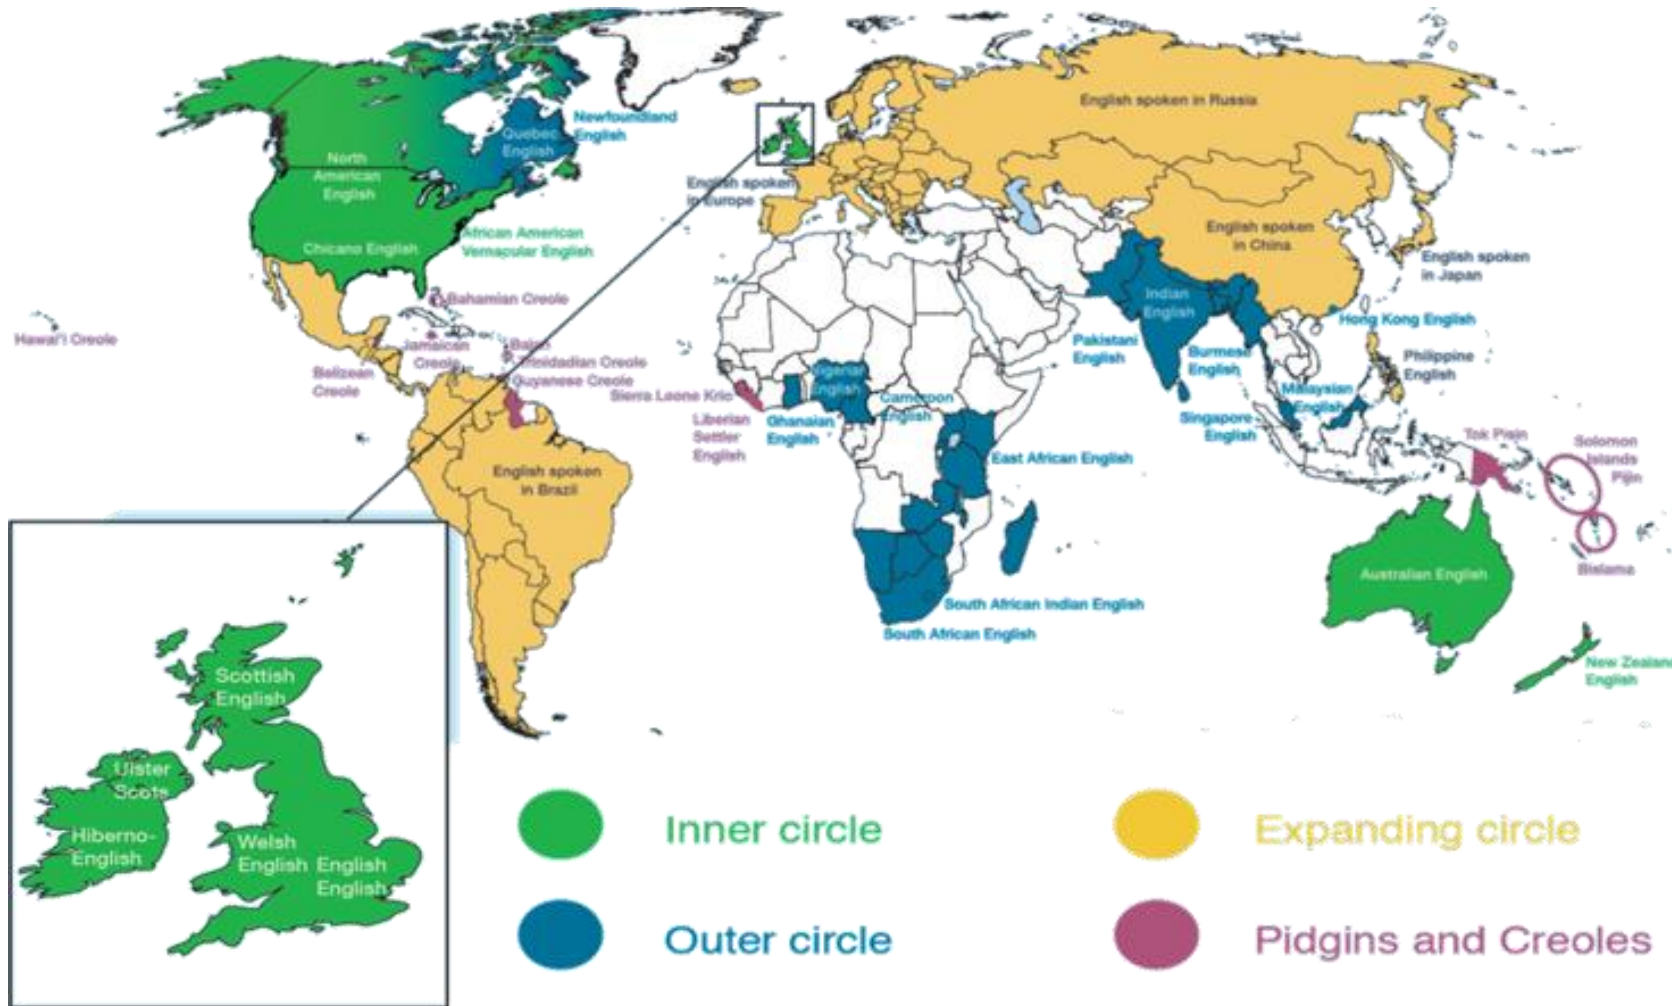 Newfoundland
English
Quebec
English
North
American
English
Chicano English
African American
Vernacular English
English spoken
in Europe
English spoken in Russia
English spoken
in China
English spoken
in Japan
Hawai'i Creole
Bahamian Creole
Jamaican
Creole
Belizean
Creole
Bajan
Trinidadian Creole
Guyanese Creole
Sierra Leone Krio
Liberian
Settler
English
Ghanaian
English
Nigerian
English
Cameroon
English
East African English
South African Indian English
South African English
Pakistani
English
Indian
English
Burmese
English
Hong Kong English
Philippine
English
Malaysian
English
Singapore
English
Tok Pisin
Solomon
Islands
Pijin
Bislama
English spoken
in Brazil
Australian English
New Zealand
English
Scottish
English
Ulster
Scots
Hiberno-
English
Welsh
English
English
English
Inner circle
Expanding circle
Outer circle
Pidgins and Creoles